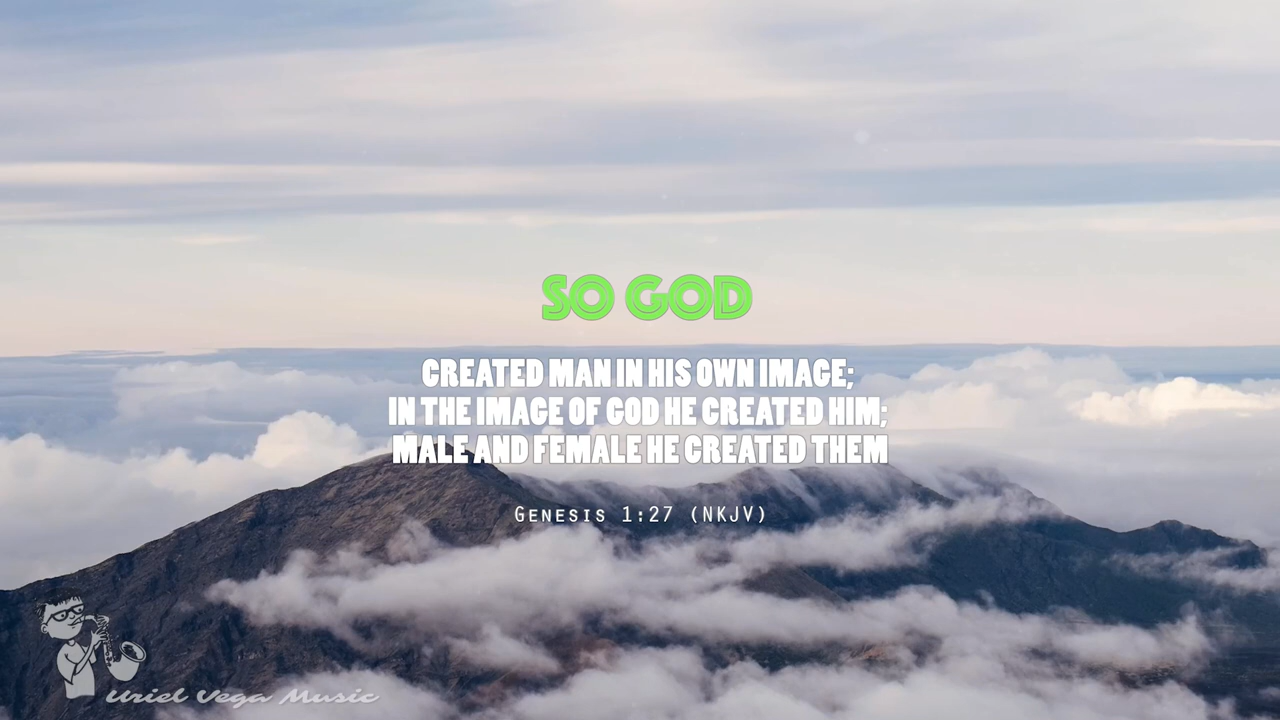 SO GOD
CREATED MAN IN HIS OWN IMAGE;
IN THE IMAGE OF GOD HE CREATED HIM;
MALE AND FEMALE HE CREATED THEM
Genesis 1:27 (NKJV)
Uriel Vega Music